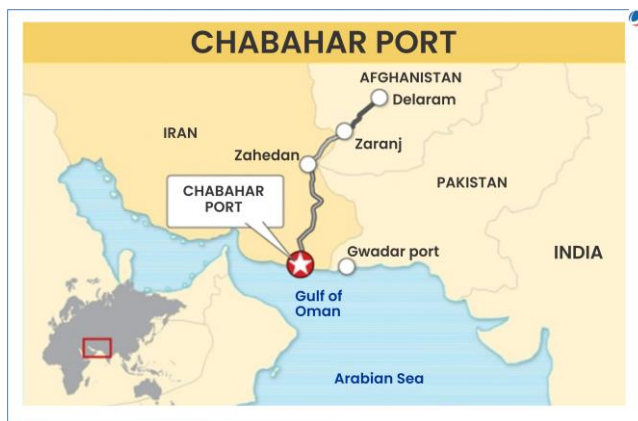 CHABAHAR PORT
AFGHANISTAN
Delaram
IRAN
Zaranj
Zahedan
CHABAHAR
PORT
PAKISTAN
Gwadar port
INDIA
Gulf of
Oman
Arabian Sea